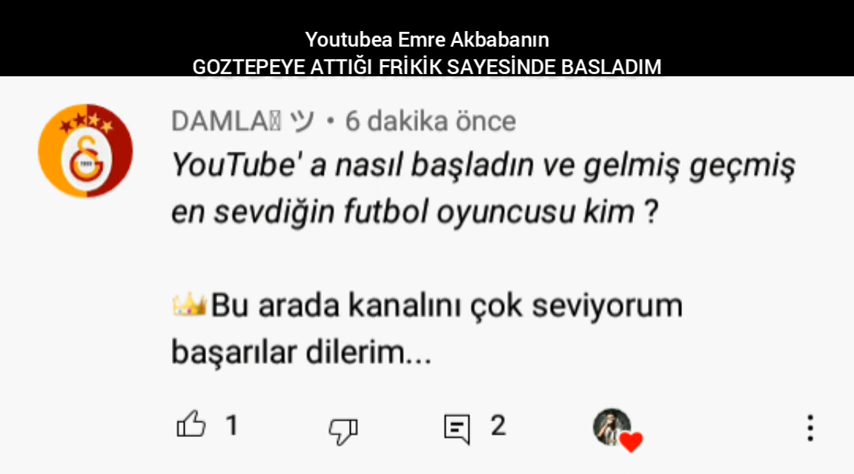 Youtubea Emre Akbabanın
GOZTEPEYE ATTIĞI FRİKİK SAYESİNDE BASLADIM
DAMLA ツ • 6 dakika önce
YouTube' a nasıl başladın ve gelmiş geçmiş
en sevdiğin futbol oyuncusu kim ?
👑Bu arada kanalını çok seviyorum
başarılar dilerim...
1
2